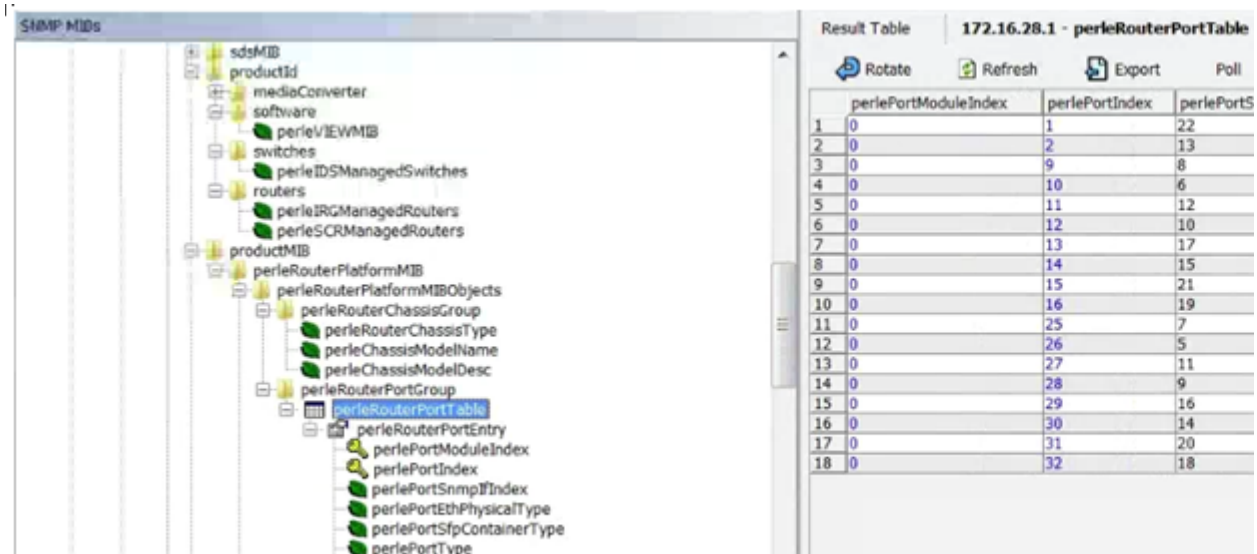 SNMP MIBs
sdsMIB
productId
mediaConverter
software
perleVIEWMIB
switches
perleIDSManagedSwitches
routers
perleIRGManagedRouters
perleSCRManagedRouters
productMIB
perleRouterPlatformMIB
perleRouterPlatformMIBObjects
perleRouterChassisGroup
perleRouterChassisType
perleChassisModelName
perleChassisModelDesc
perleRouterPortGroup
perleRouterPortTable
perleRouterPortEntry
perlePortModuleIndex
perlePortIndex
perlePortSnmpIfIndex
perlePortEthPhysicalType
perlePortSfpContainerType
perlePortType
Result Table 172.16.28.1 - perleRouterPortTable
Rotate Refresh Export Poll
perlePortModuleIndex perlePortIndex perlePortS
1 0 1 22
2 0 2 13
3 0 9 8
4 0 10 6
5 0 11 12
6 0 12 10
7 0 13 17
8 0 14 15
9 0 15 21
10 0 16 19
11 0 25 7
12 0 26 5
13 0 27 11
14 0 28 9
15 0 29 16
16 0 30 14
17 0 31 20
18 0 32 18